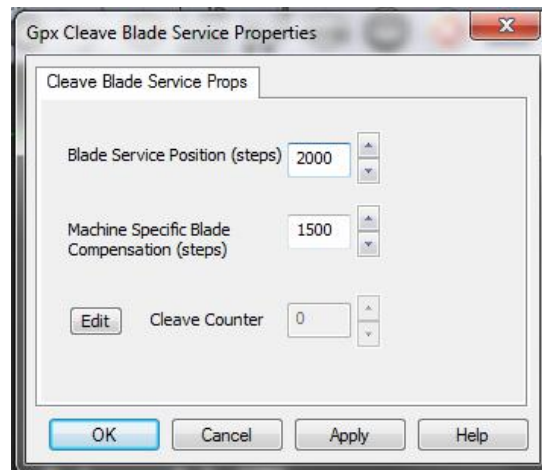 Gpx Cleave Blade Service Properties
x
Cleave Blade Service Props
Blade Service Position (steps) 2000
Machine Specific Blade
Compensation (steps) 1500
Edit Cleave Counter 0
OK Cancel Apply Help